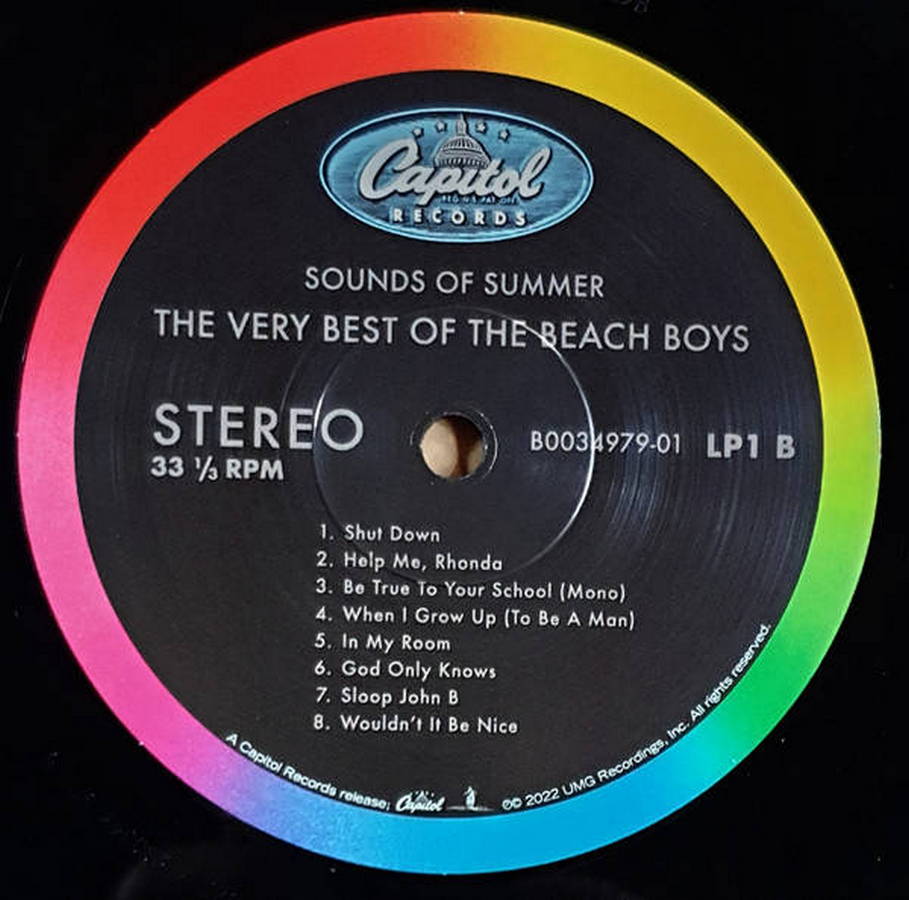 Capitol
REG. U.S. PAT. OFF.
RECORDS
SOUNDS OF SUMMER
THE VERY BEST OF THE BEACH BOYS
STEREO
33 ⅓ RPM
B0034979-01 LP1 B
1. Shut Down
2. Help Me, Rhonda
3. Be True To Your School (Mono)
4. When I Grow Up (To Be A Man)
5. In My Room
6. God Only Knows
7. Sloop John B
8. Wouldn't It Be Nice
A Capitol Records release; Capitol ℗© 2022 UMG Recordings, Inc. All rights reserved.